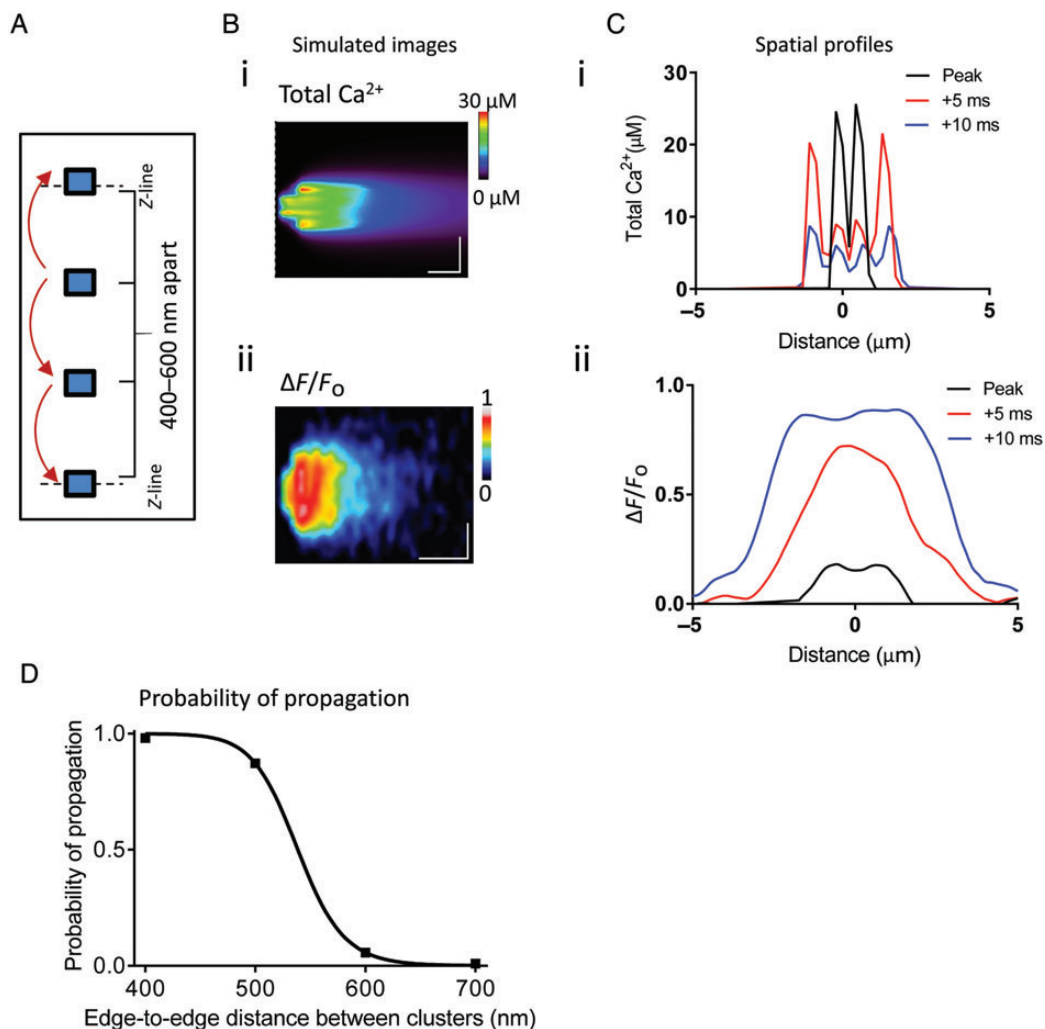 A
Z-line
400–600 nm apart
Z-line
B
Simulated images
i
Total Ca²⁺
30 μM
0 μM
ii
ΔF/Fo
1
0
C
Spatial profiles
i
Total Ca²⁺(μM)
30
20
10
0
–5
0
5
Distance (μm)
Peak
+5 ms
+10 ms
ii
ΔF/Fo
1.0
0.5
0.0
–5
0
5
Distance (μm)
Peak
+5 ms
+10 ms
D
Probability of propagation
Probability of propagation
1.0
0.5
0.0
400
500
600
700
Edge-to-edge distance between clusters (nm)